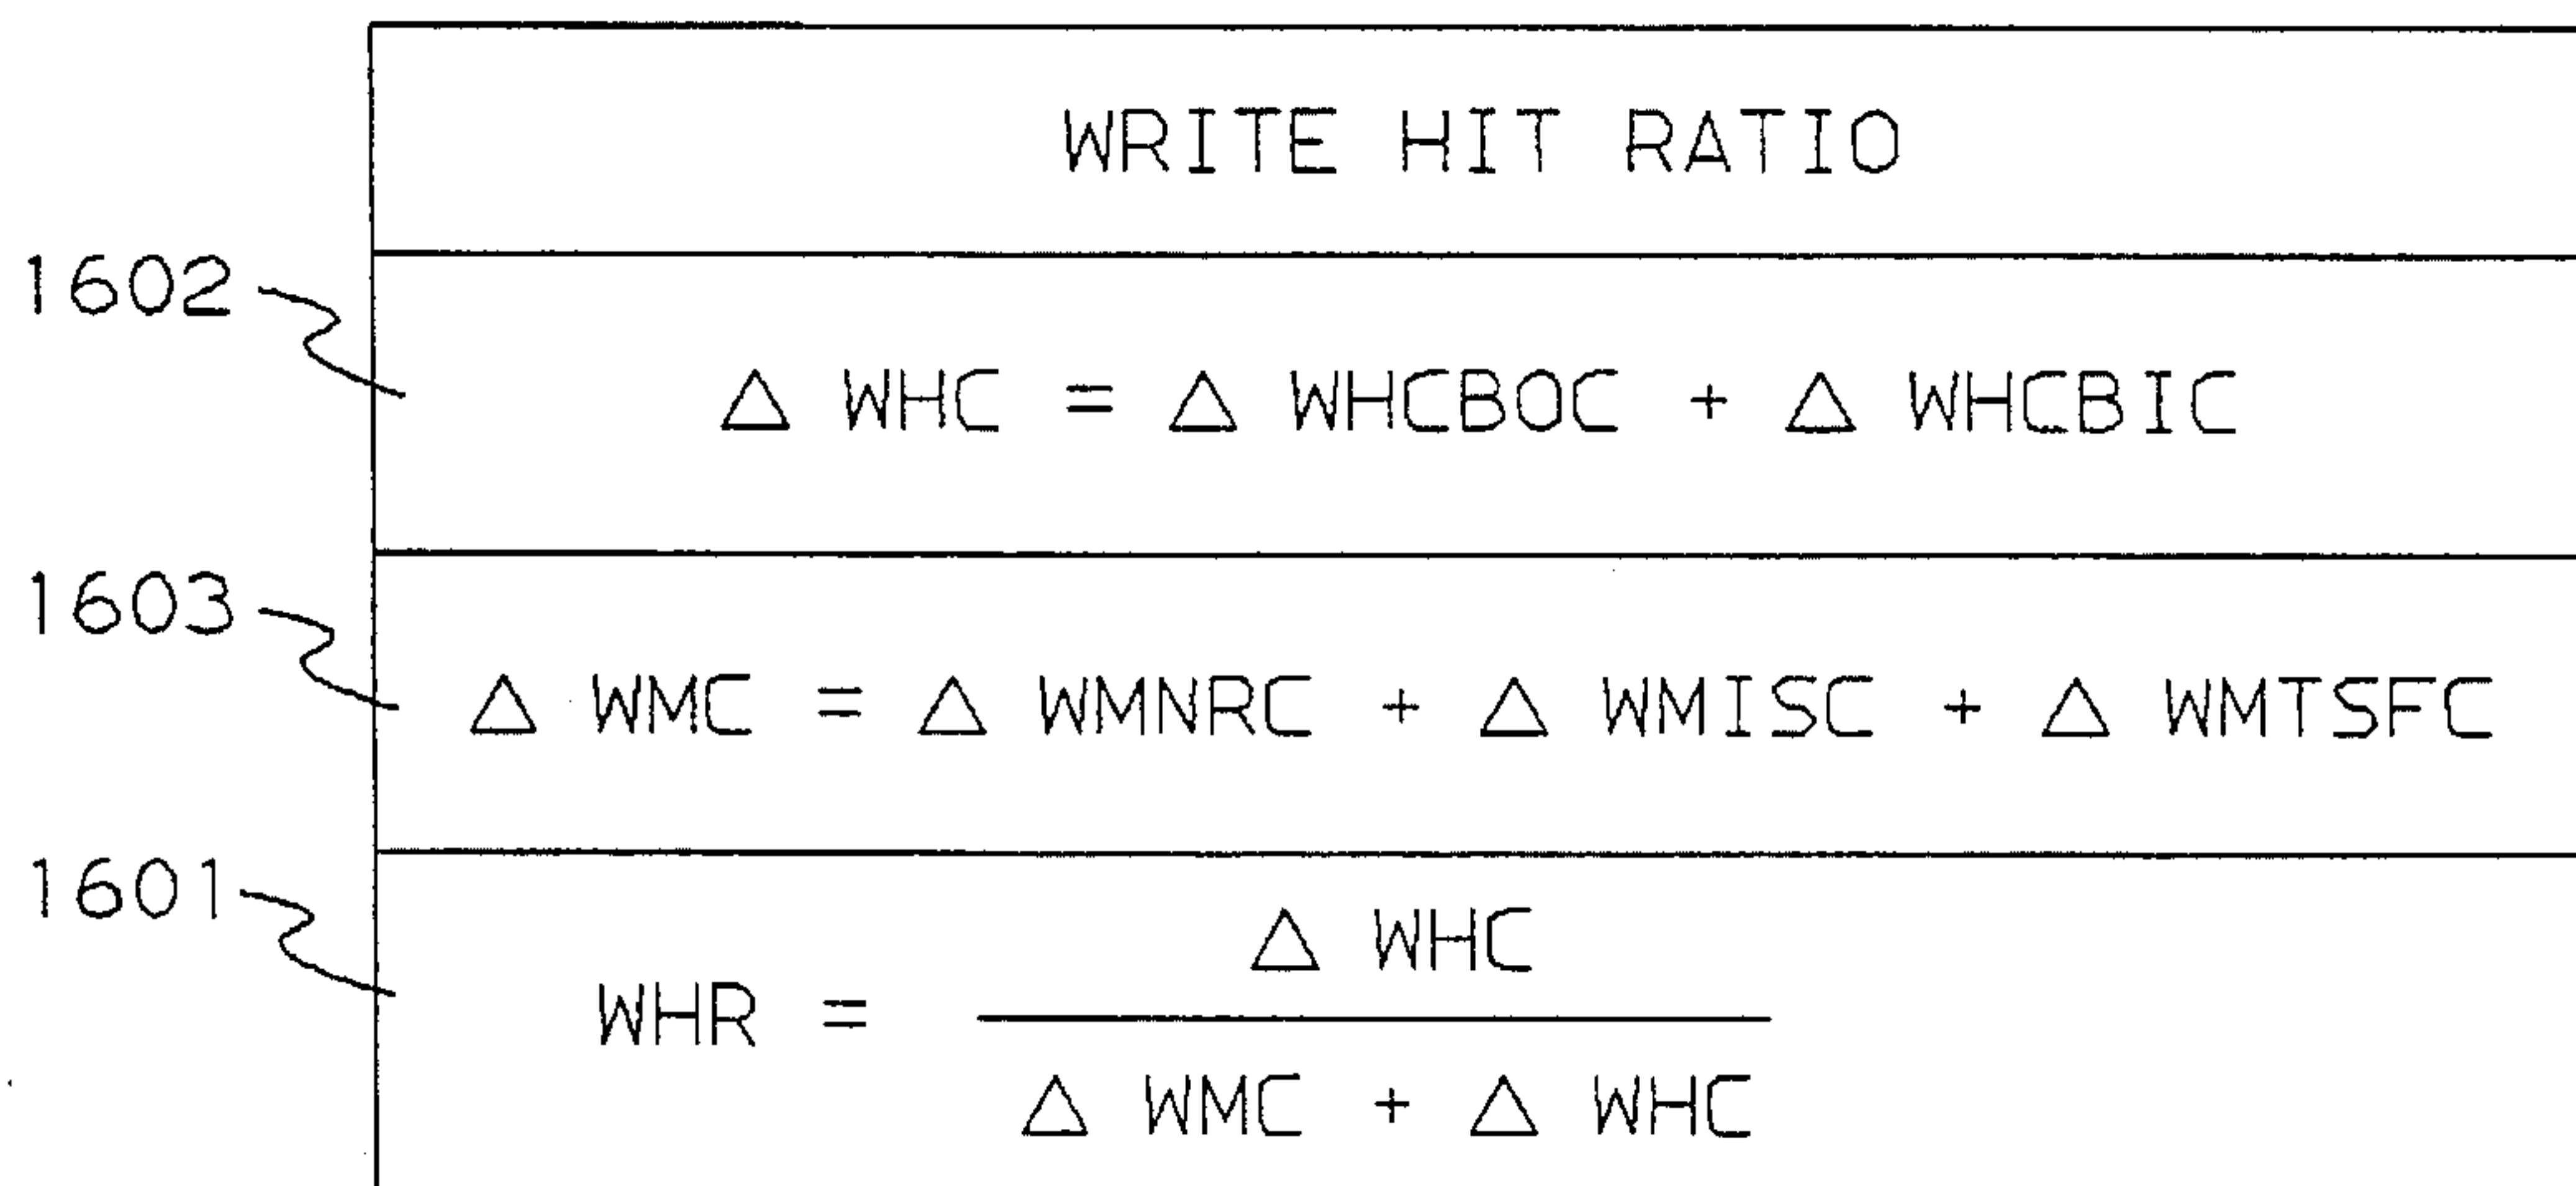 WRITE HIT RATIO
1602
△ WHC = △ WHCBOC + △ WHCBIC
1603
△ WMC = △ WMNRC + △ WMISC + △ WMTSFC
1601
△ WHC
WHR =
△ WMC + △ WHC